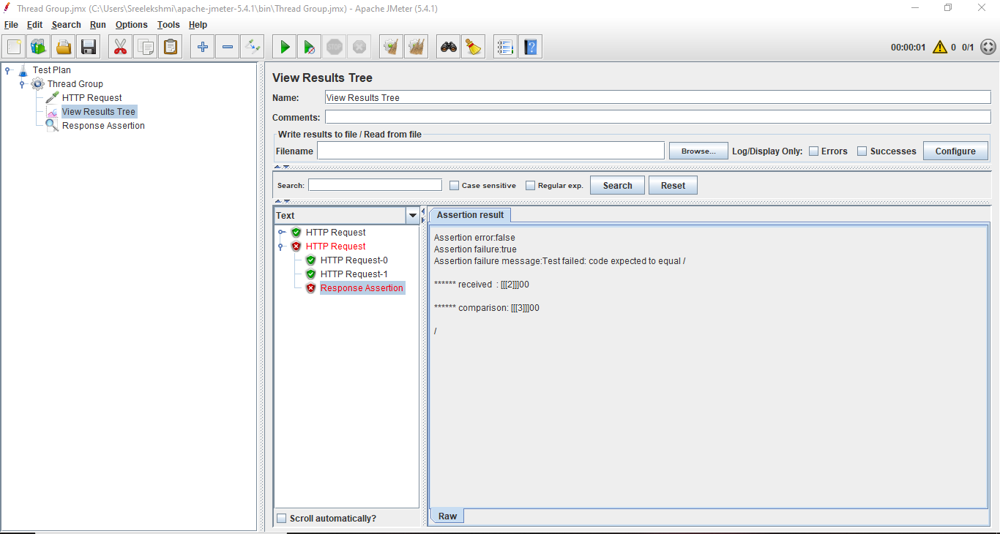 Thread Group.jmx (C:\Users\Sreelekshmi\apache-jmeter-5.4.1\bin\Thread Group.jmx) - Apache JMeter (5.4.1)
File Edit Search Run Options Tools Help
00:00:01 0 0/1
Test Plan
Thread Group
HTTP Request
View Results Tree
Response Assertion
View Results Tree
Name: View Results Tree
Comments:
Write results to file / Read from file
Filename Browse... Log/Display Only: Errors Successes Configure
Search: Case sensitive Regular exp. Search Reset
Text
HTTP Request
HTTP Request
HTTP Request-0
HTTP Request-1
Response Assertion
Scroll automatically?
Assertion result
Assertion error:false
Assertion failure:true
Assertion failure message:Test failed: code expected to equal /
****** received  : [[[2]]]00
****** comparison: [[[3]]]00
/
Raw